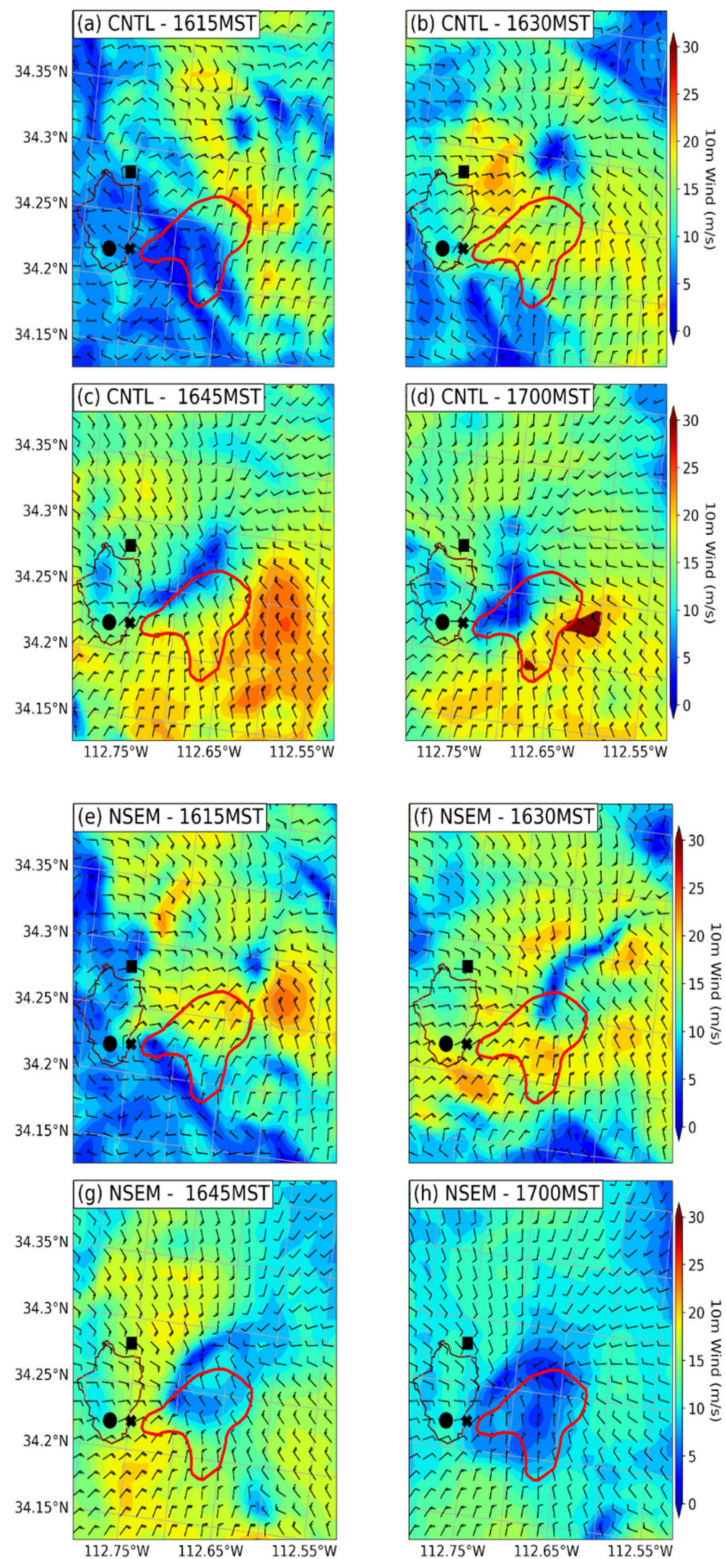 (a) CNTL - 1615MST
(b) CNTL - 1630MST
34.35°N
34.3°N
34.25°N
34.2°N
34.15°N
30
25
20
15
10
5
0
10m Wind (m/s)
(c) CNTL - 1645MST
(d) CNTL - 1700MST
34.35°N
34.3°N
34.25°N
34.2°N
34.15°N
30
25
20
15
10
5
0
10m Wind (m/s)
112.75°W 112.65°W 112.55°W
112.75°W 112.65°W 112.55°W
(e) NSEM - 1615MST
(f) NSEM - 1630MST
34.35°N
34.3°N
34.25°N
34.2°N
34.15°N
30
25
20
15
10
5
0
10m Wind (m/s)
(g) NSEM - 1645MST
(h) NSEM - 1700MST
34.35°N
34.3°N
34.25°N
34.2°N
34.15°N
30
25
20
15
10
5
0
10m Wind (m/s)
112.75°W 112.65°W 112.55°W
112.75°W 112.65°W 112.55°W